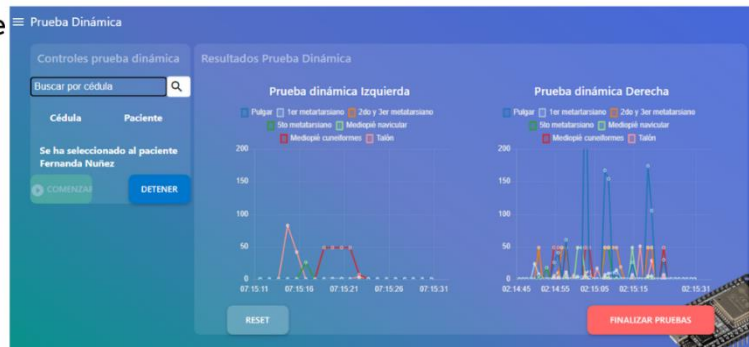 e
Prueba Dinámica
Controles prueba dinámica
Buscar por cédula
Cédula Paciente
Se ha seleccionado al paciente
Fernanda Nuñez
COMENZAR
DETENER
Resultados Prueba Dinámica
Prueba dinámica Izquierda
Pulgar 1er metartarsiano 2do y 3er metatarsiano
5to metatarsiano Mediopié navicular
Mediopié cuneiformes Talón
200
150
100
50
0
07:15:11 07:15:16 07:15:21 07:15:26 07:15:31
RESET
Prueba dinámica Derecha
Pulgar 1er metartarsiano 2do y 3er metatarsiano
5to metatarsiano Mediopié navicular
Mediopié cuneiformes Talón
200
150
100
50
0
02:14:45 02:14:55 02:15:05 02:15:15 02:15:31
FINALIZAR PRUEBAS